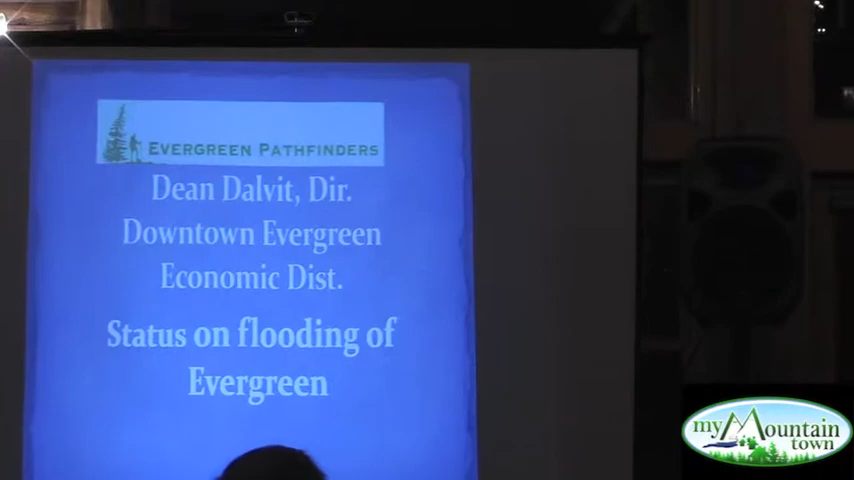 Evergreen Pathfinders
Dean Dalvit, Dir.
Downtown Evergreen
Economic Dist.
Status on flooding of
Evergreen
my Mountain
town